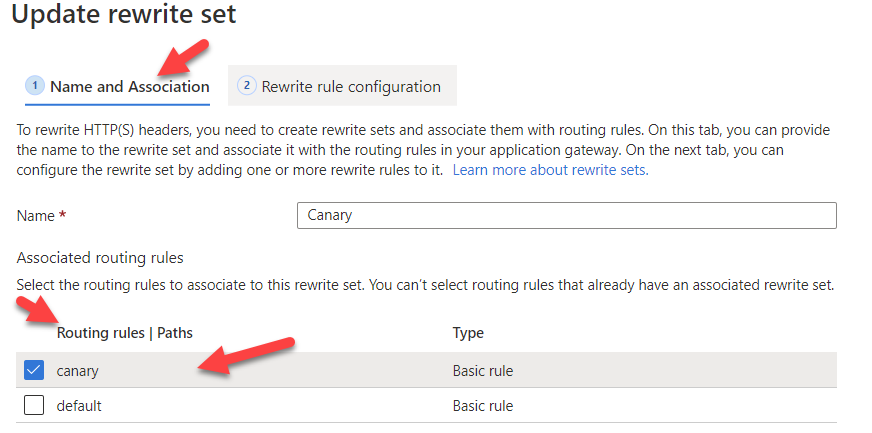 Update rewrite set
1 Name and Association 2 Rewrite rule configuration
To rewrite HTTP(S) headers, you need to create rewrite sets and associate them with routing rules. On this tab, you can provide
the name to the rewrite set and associate it with the routing rules in your application gateway. On the next tab, you can
configure the rewrite set by adding one or more rewrite rules to it. Learn more about rewrite sets.
Name * Canary
Associated routing rules
Select the routing rules to associate to this rewrite set. You can't select routing rules that already have an associated rewrite set.
Routing rules | Paths Type
canary Basic rule
default Basic rule